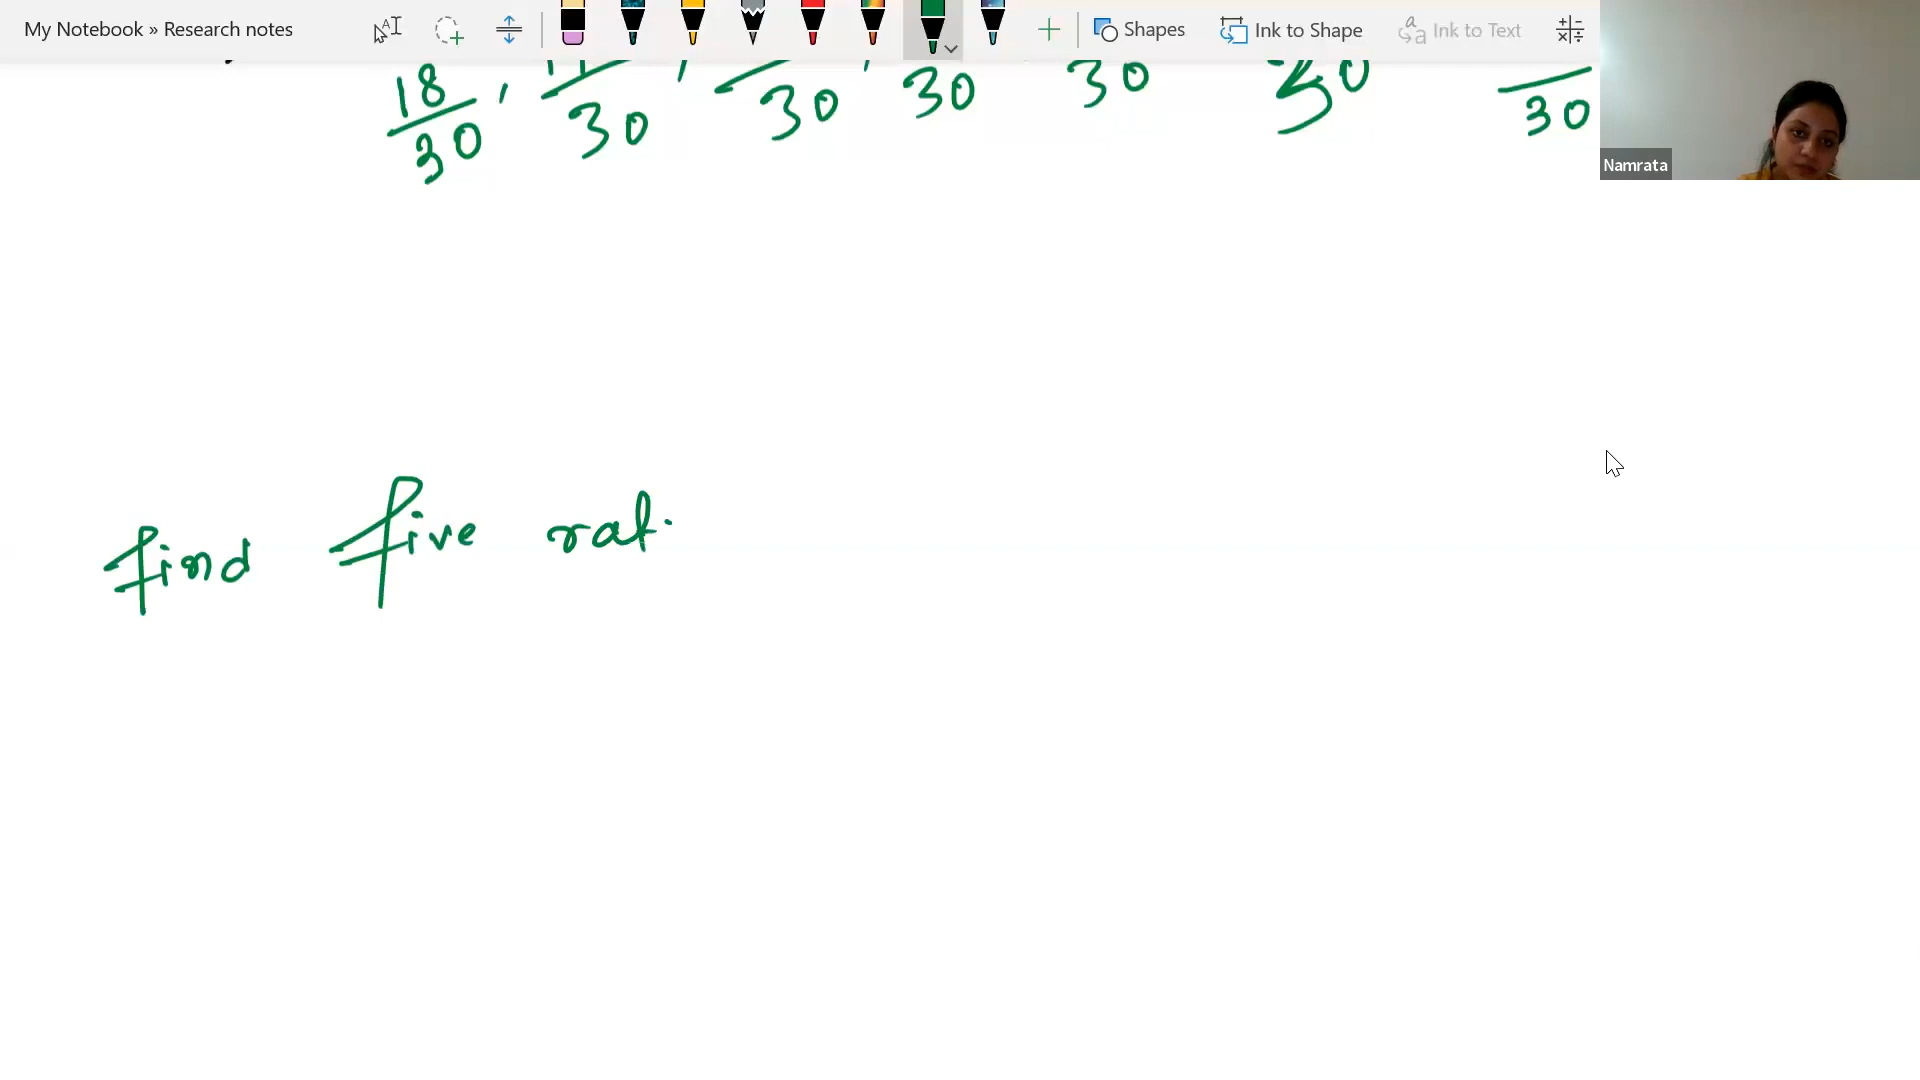 My Notebook » Research notes
Shapes
Ink to Shape
Ink to Text
18/30, 30, 30, 30 30 30 30
Namrata
find five rat.